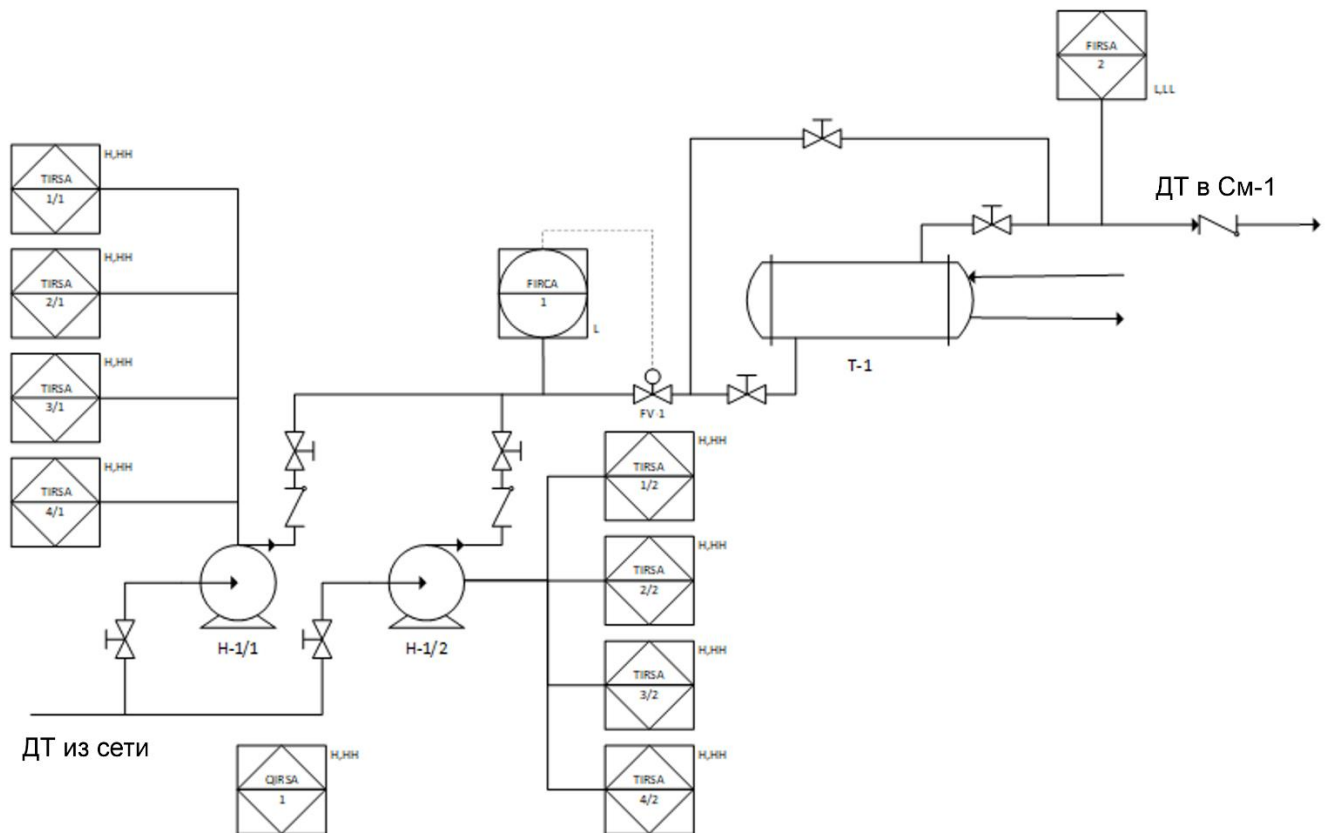 FIRSA
2
L,LL
ДТ в См-1
H,HH
TIRSA
1/1
H,HH
TIRSA
2/1
H,HH
TIRSA
3/1
H,HH
TIRSA
4/1
FIRCA
1
L
FV-1
T-1
H,HH
TIRSA
1/2
H,HH
TIRSA
2/2
H,HH
TIRSA
3/2
H,HH
TIRSA
4/2
H-1/1
H-1/2
ДТ из сети
H,HH
QIRSA
1